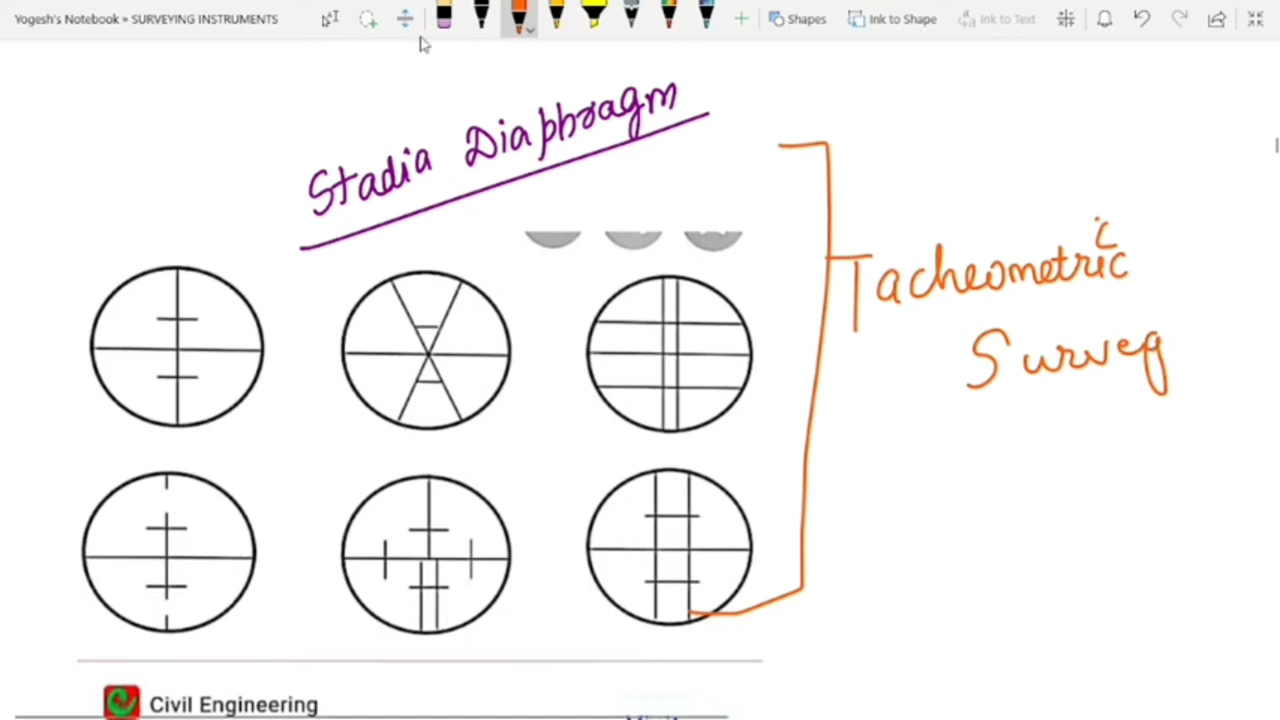 Yogesh's Notebook » SURVEYING INSTRUMENTS
Shapes
Ink to Shape
Ink to Text
Stadia Diaphragm
Tacheometric
Survey
Civil Engineering